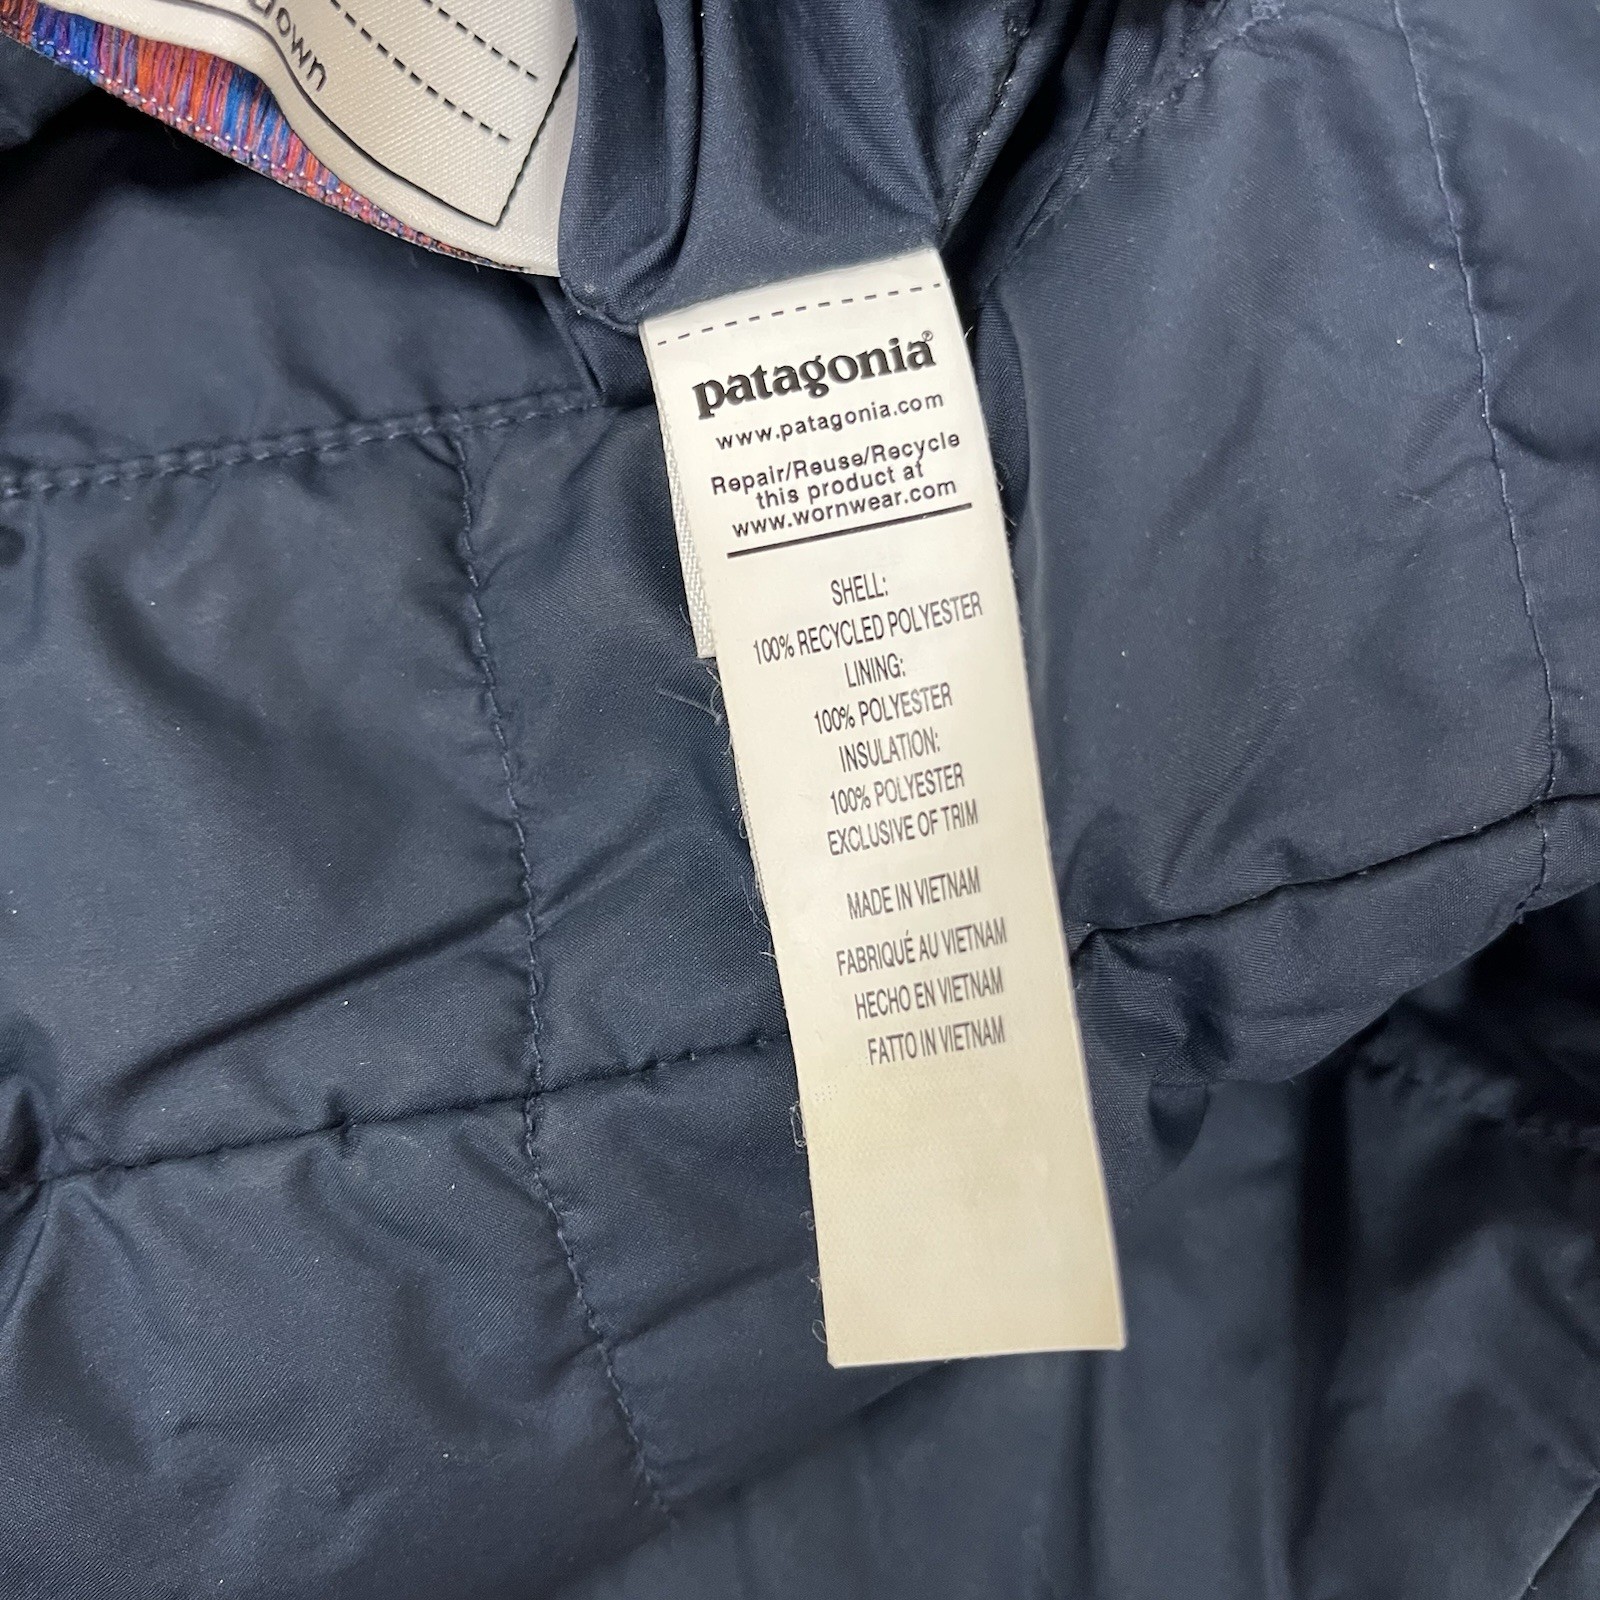 down
patagonia®
www.patagonia.com
Repair/Reuse/Recycle
this product at
www.wornwear.com
SHELL:
100% RECYCLED POLYESTER
LINING:
100% POLYESTER
INSULATION:
100% POLYESTER
EXCLUSIVE OF TRIM
MADE IN VIETNAM
FABRIQUÉ AU VIETNAM
HECHO EN VIETNAM
FATTO IN VIETNAM